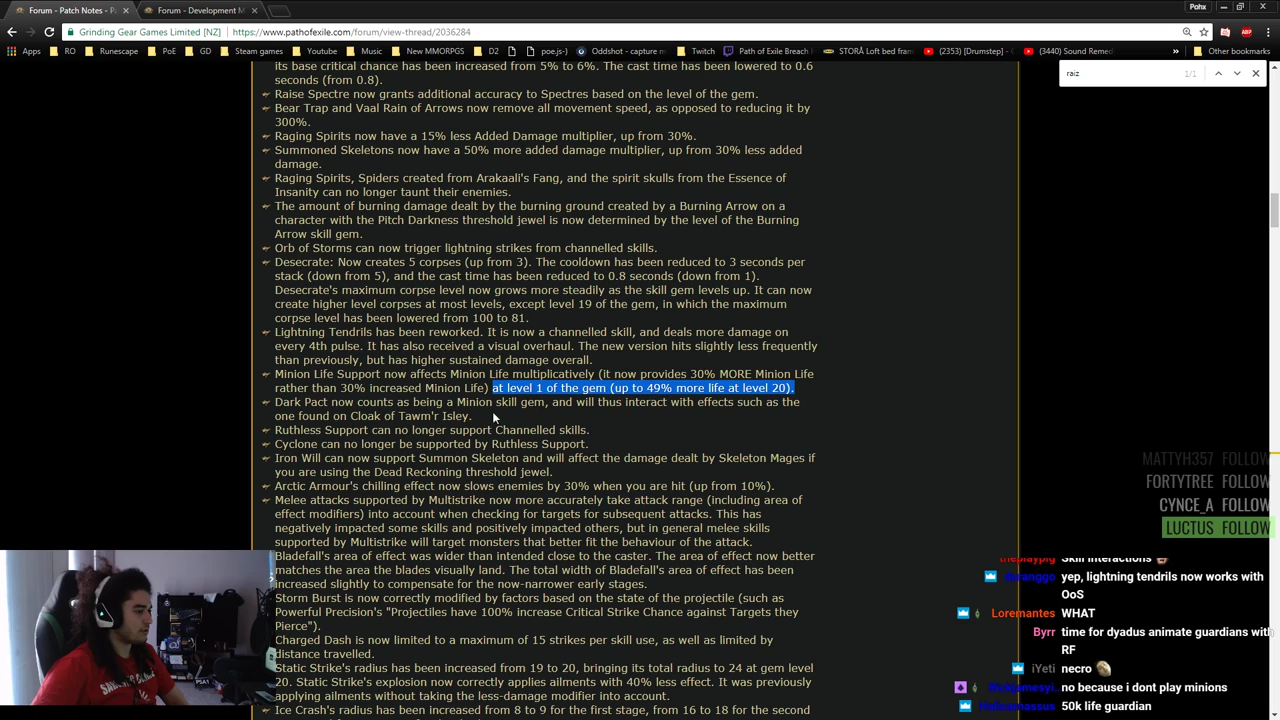 Forum - Patch Notes - P
Forum - Development M
Pohx
Grinding Gear Games Limited [NZ]
https://www.pathofexile.com/forum/view-thread/2036284
Apps
RO
Runescape
PoE
GD
Steam games
Youtube
Music
New MMORPGS
D2
poe.js-)
Oddshot - capture m
Twitch
Path of Exile Breach
STORÅ Loft bed fram
(2353) [Drumstep] -
(3440) Sound Remed
Other bookmarks
raiz
1/1
its base critical chance has been increased from 5% to 6%. The cast time has been lowered to 0.6
seconds (from 0.8).
Raise Spectre now grants additional accuracy to Spectres based on the level of the gem.
Bear Trap and Vaal Rain of Arrows now remove all movement speed, as opposed to reducing it by
300%.
Raging Spirits now have a 15% less Added Damage multiplier, up from 30%.
Summoned Skeletons now have a 50% more added damage multiplier, up from 30% less added
damage.
Raging Spirits, Spiders created from Arakaali's Fang, and the spirit skulls from the Essence of
Insanity can no longer taunt their enemies.
The amount of burning damage dealt by the burning ground created by a Burning Arrow on a
character with the Pitch Darkness threshold jewel is now determined by the level of the Burning
Arrow skill gem.
Orb of Storms can now trigger lightning strikes from channelled skills.
Desecrate: Now creates 5 corpses (up from 3). The cooldown has been reduced to 3 seconds per
stack (down from 5), and the cast time has been reduced to 0.8 seconds (down from 1).
Desecrate's maximum corpse level now grows more steadily as the skill gem levels up. It can now
create higher level corpses at most levels, except level 19 of the gem, in which the maximum
corpse level has been lowered from 100 to 81.
Lightning Tendrils has been reworked. It is now a channelled skill, and deals more damage on
every 4th pulse. It has also received a visual overhaul. The new version hits slightly less frequently
than previously, but has higher sustained damage overall.
Minion Life Support now affects Minion Life multiplicatively (it now provides 30% MORE Minion Life
rather than 30% increased Minion Life) at level 1 of the gem (up to 49% more life at level 20).
Dark Pact now counts as being a Minion skill gem, and will thus interact with effects such as the
one found on Cloak of Tawm'r Isley.
Ruthless Support can no longer support Channelled skills.
Cyclone can no longer be supported by Ruthless Support.
Iron Will can now support Summon Skeleton and will affect the damage dealt by Skeleton Mages if
you are using the Dead Reckoning threshold jewel.
Arctic Armour's chilling effect now slows enemies by 30% when you are hit (up from 10%).
Melee attacks supported by Multistrike now more accurately take attack range (including area of
effect modifiers) into account when checking for targets for subsequent attacks. This has
negatively impacted some skills and positively impacted others, but in general melee skills
supported by Multistrike will target monsters that better fit the behaviour of the attack.
Bladefall's area of effect was wider than intended close to the caster. The area of effect now better
matches the area the blades visually land. The total width of Bladefall's area of effect has been
increased slightly to compensate for the now-narrower early stages.
Storm Burst is now correctly modified by factors based on the state of the projectile (such as
Powerful Precision's "Projectiles have 100% increase Critical Strike Chance against Targets they
Pierce").
Charged Dash is now limited to a maximum of 15 strikes per skill use, as well as limited by
distance travelled.
Static Strike's radius has been increased from 19 to 20, bringing its total radius to 24 at gem level
20. Static Strike's explosion now correctly applies ailments with 40% less effect. It was previously
applying ailments without taking the less-damage modifier into account.
Ice Crash's radius has been increased from 8 to 9 for the first stage, from 16 to 18 for the second
MATTYH357 FOLLOW
FORTYTREE FOLLOW
CYNCE_A FOLLOW
LUCTUS FOLLOW
Skill interactions
yep, lightning tendrils now works with
OoS
Loremantes WHAT
Byrr time for dyadus animate guardians with
RF
iYeti necro
no because i dont play minions
50k life guardian